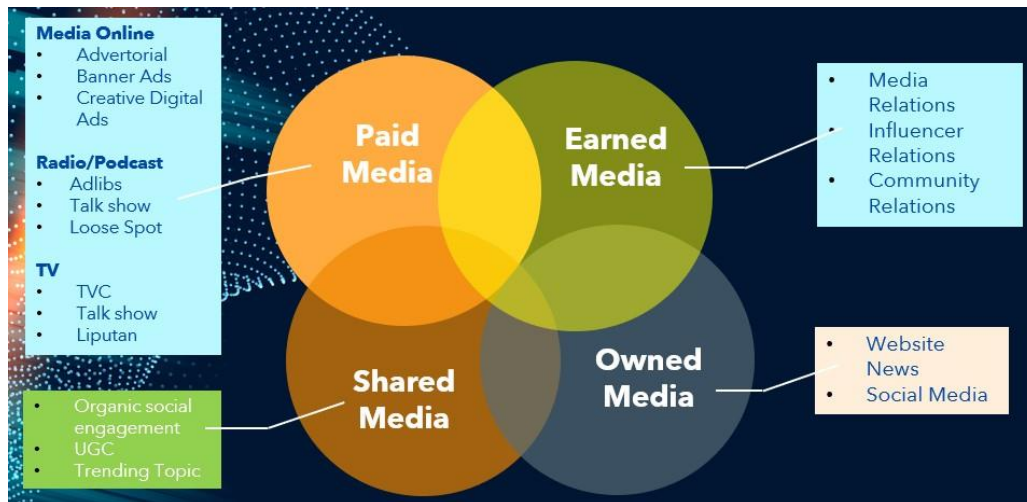 Media Online
• Advertorial
• Banner Ads
• Creative Digital
Ads
Radio/Podcast
• Adlibs
• Talk show
• Loose Spot
TV
• TVC
• Talk show
• Liputan
• Organic social
engagement
• UGC
• Trending Topic
Paid
Media
Earned
Media
Shared
Media
Owned
Media
• Media
Relations
• Influencer
Relations
• Community
Relations
• Website
News
• Social Media